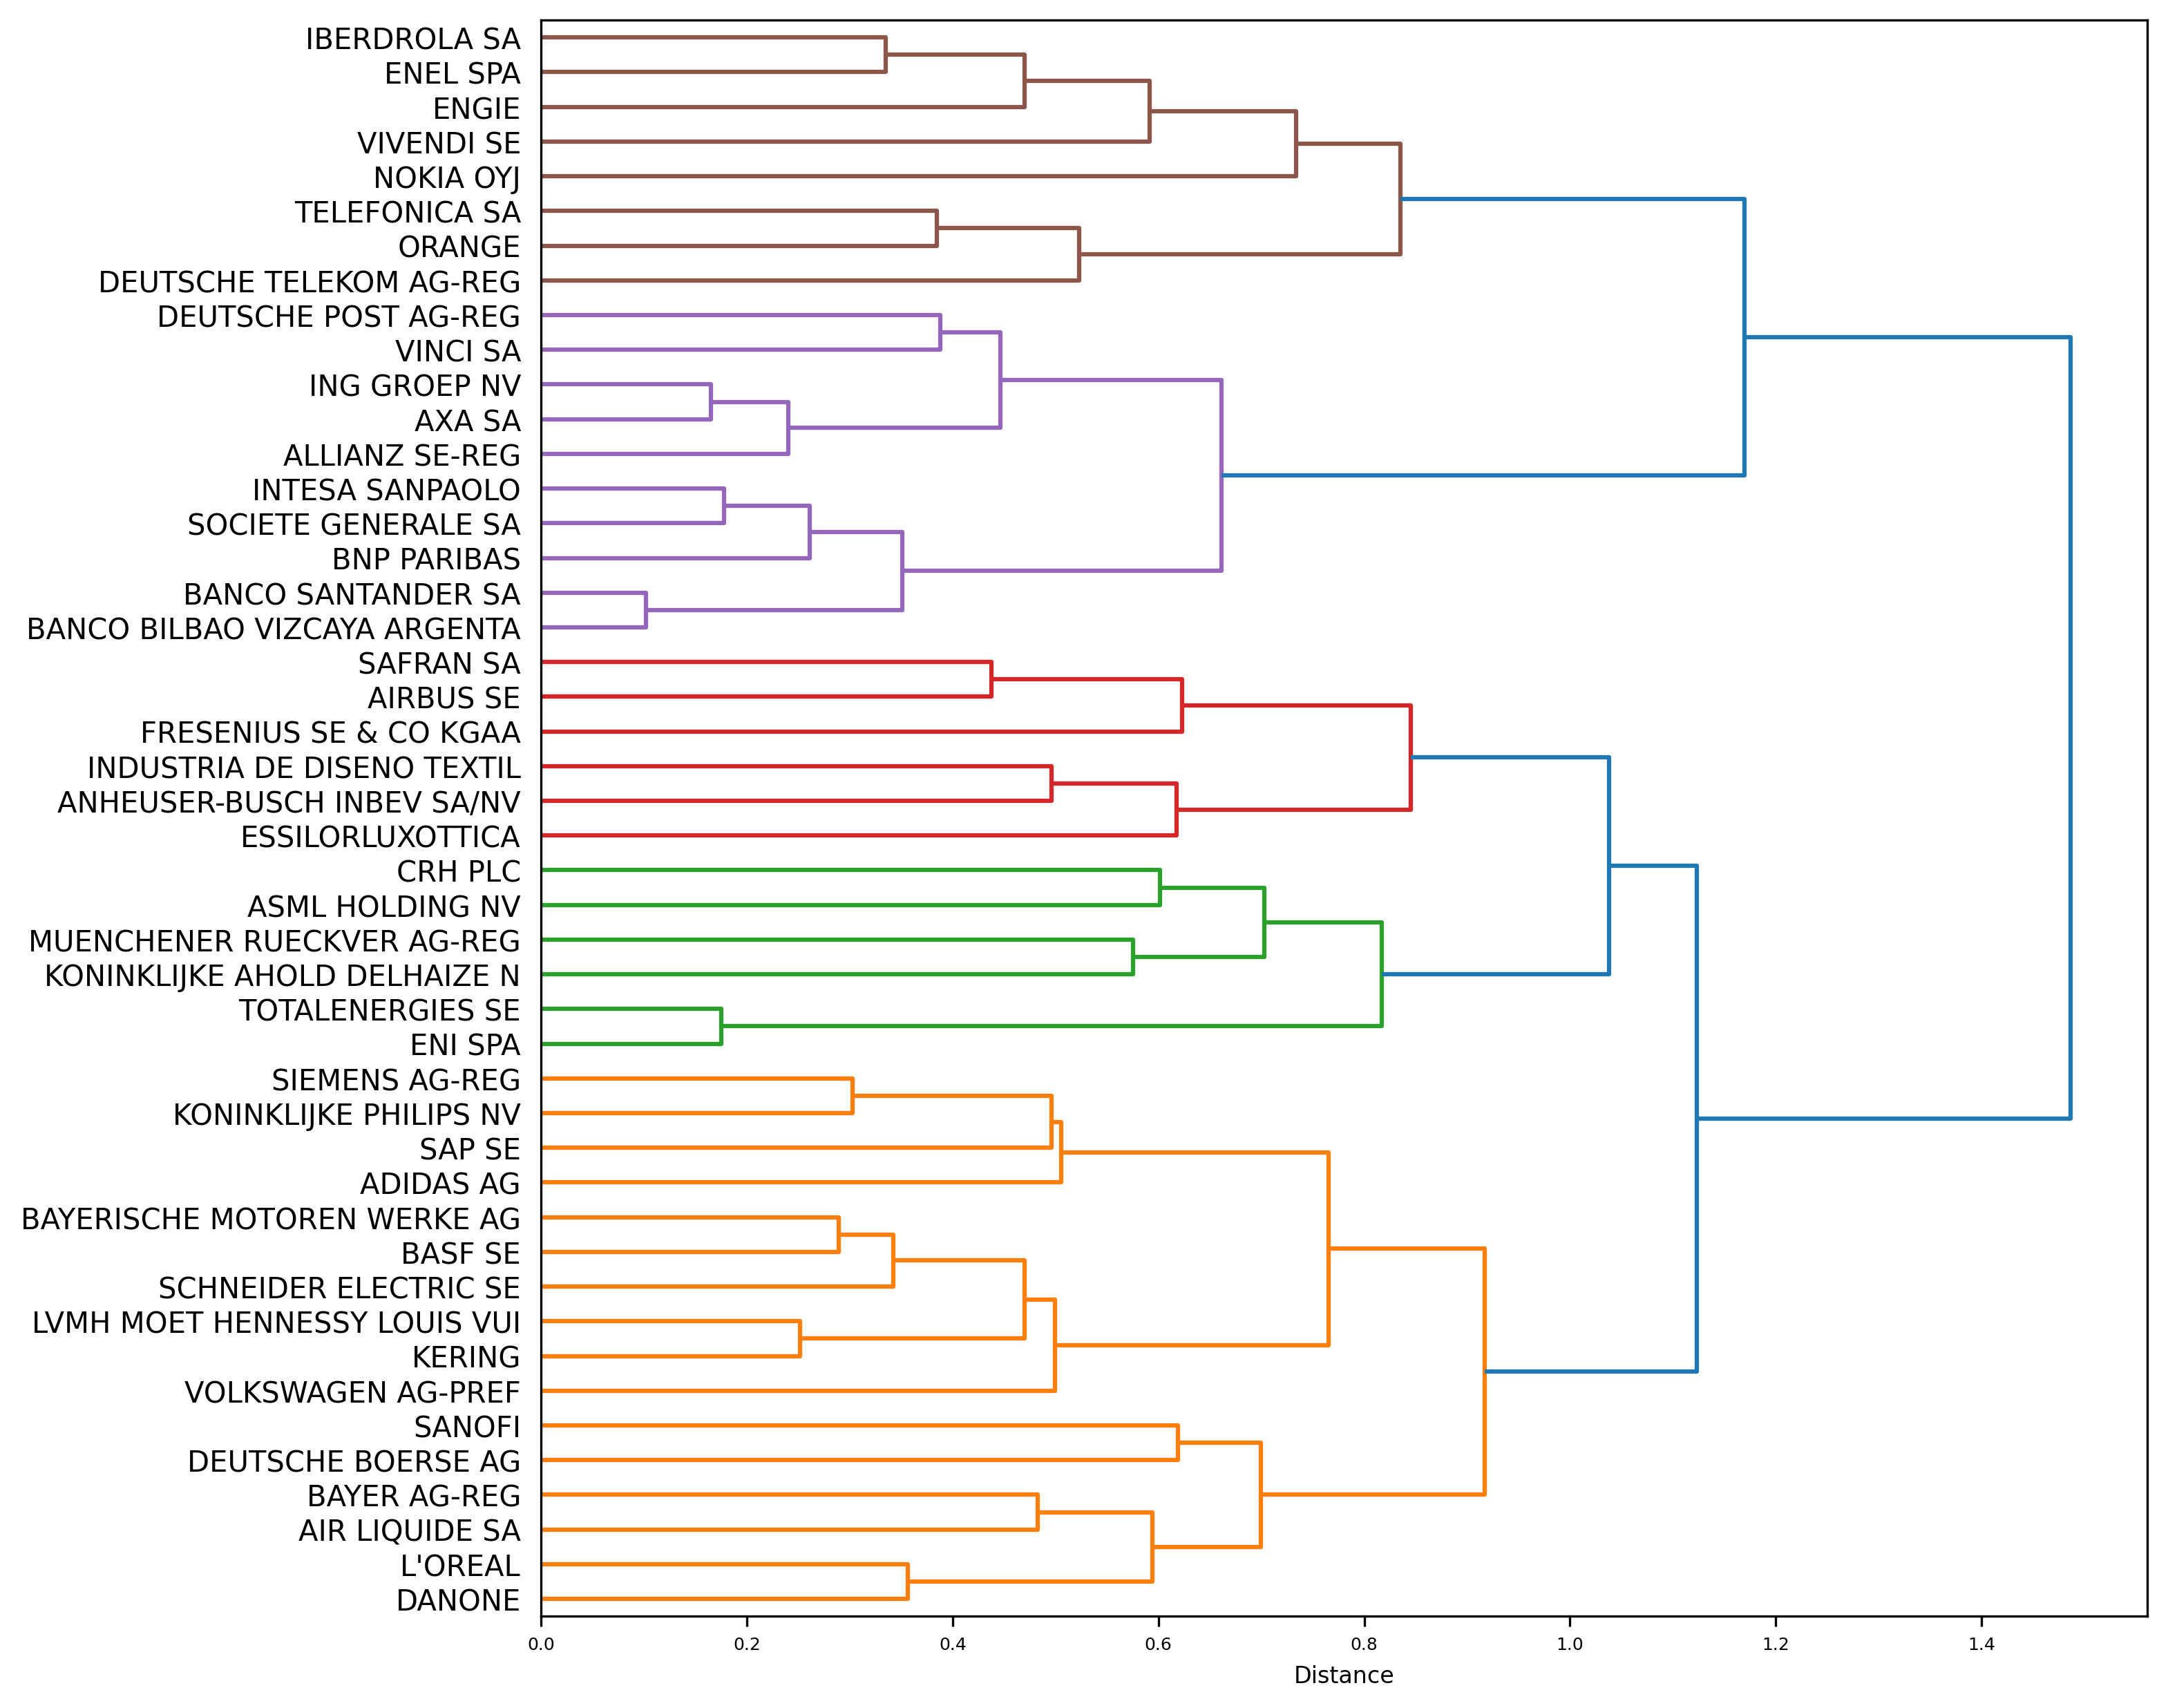 IBERDROLA SA
ENEL SPA
ENGIE
VIVENDI SE
NOKIA OYJ
TELEFONICA SA
ORANGE
DEUTSCHE TELEKOM AG-REG
DEUTSCHE POST AG-REG
VINCI SA
ING GROEP NV
AXA SA
ALLIANZ SE-REG
INTESA SANPAOLO
SOCIETE GENERALE SA
BNP PARIBAS
BANCO SANTANDER SA
BANCO BILBAO VIZCAYA ARGENTA
SAFRAN SA
AIRBUS SE
FRESENIUS SE & CO KGAA
INDUSTRIA DE DISENO TEXTIL
ANHEUSER-BUSCH INBEV SA/NV
ESSILORLUXOTTICA
CRH PLC
ASML HOLDING NV
MUENCHENER RUECKVER AG-REG
KONINKLIJKE AHOLD DELHAIZE N
TOTALENERGIES SE
ENI SPA
SIEMENS AG-REG
KONINKLIJKE PHILIPS NV
SAP SE
ADIDAS AG
BAYERISCHE MOTOREN WERKE AG
BASF SE
SCHNEIDER ELECTRIC SE
LVMH MOET HENNESSY LOUIS VUI
KERING
VOLKSWAGEN AG-PREF
SANOFI
DEUTSCHE BOERSE AG
BAYER AG-REG
AIR LIQUIDE SA
L'OREAL
DANONE
0.0 0.2 0.4 0.6 0.8 1.0 1.2 1.4
Distance